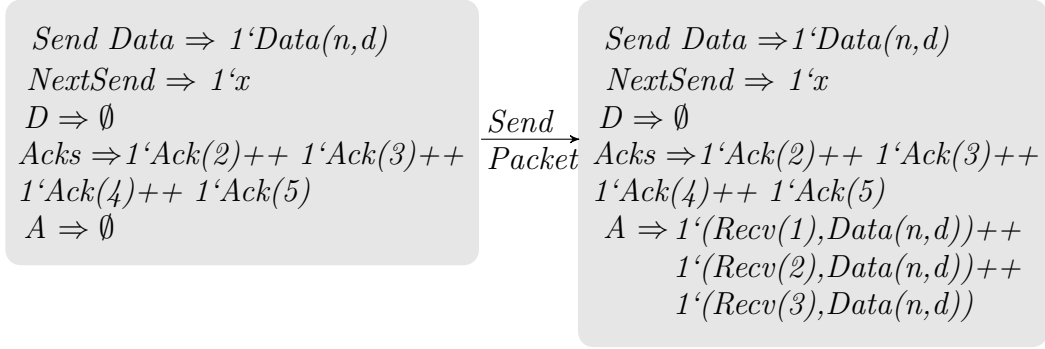 Send Data ⇒ 1‘Data(n,d)
NextSend ⇒ 1‘x
D ⇒ ∅
Acks ⇒1‘Ack(2)++ 1‘Ack(3)++
1‘Ack(4)++ 1‘Ack(5)
A ⇒ ∅
Send
Packet
Send Data ⇒1‘Data(n,d)
NextSend ⇒ 1‘x
D ⇒ ∅
Acks ⇒1‘Ack(2)++ 1‘Ack(3)++
1‘Ack(4)++ 1‘Ack(5)
A ⇒ 1‘(Recv(1),Data(n,d))++
1‘(Recv(2),Data(n,d))++
1‘(Recv(3),Data(n,d))